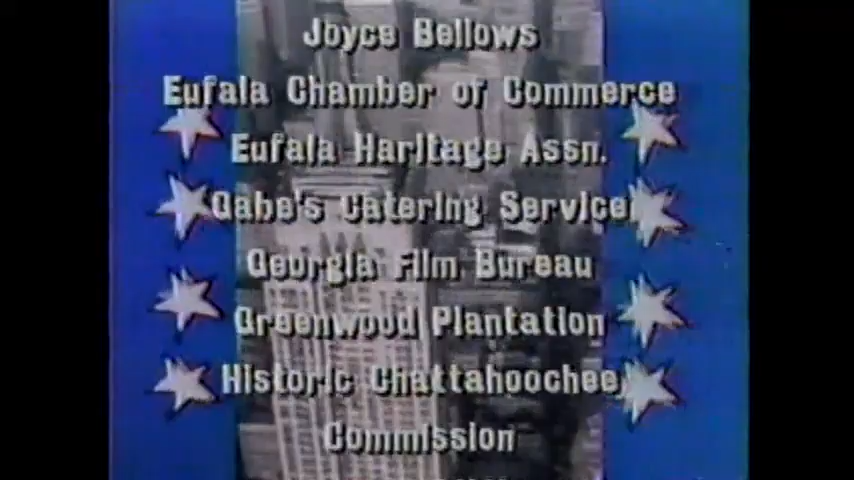 Joyce Bellows
Eufala Chamber of Commerce
Eufala Haritage Assn.
Gabe's Catering Service
Georgia Film Bureau
Greenwood Plantation
Historic Chattahoochee
Commission